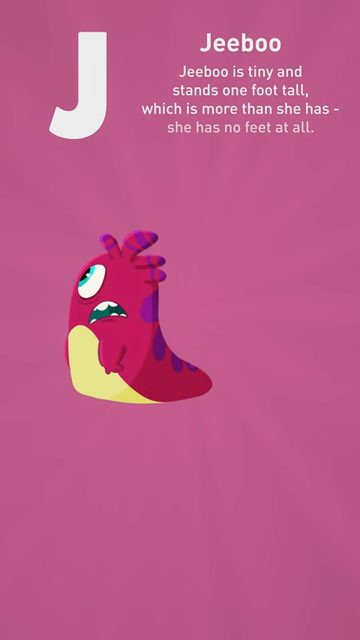 J
Jeeboo
Jeeboo is tiny and
stands one foot tall,
which is more than she has -
she has no feet at all.